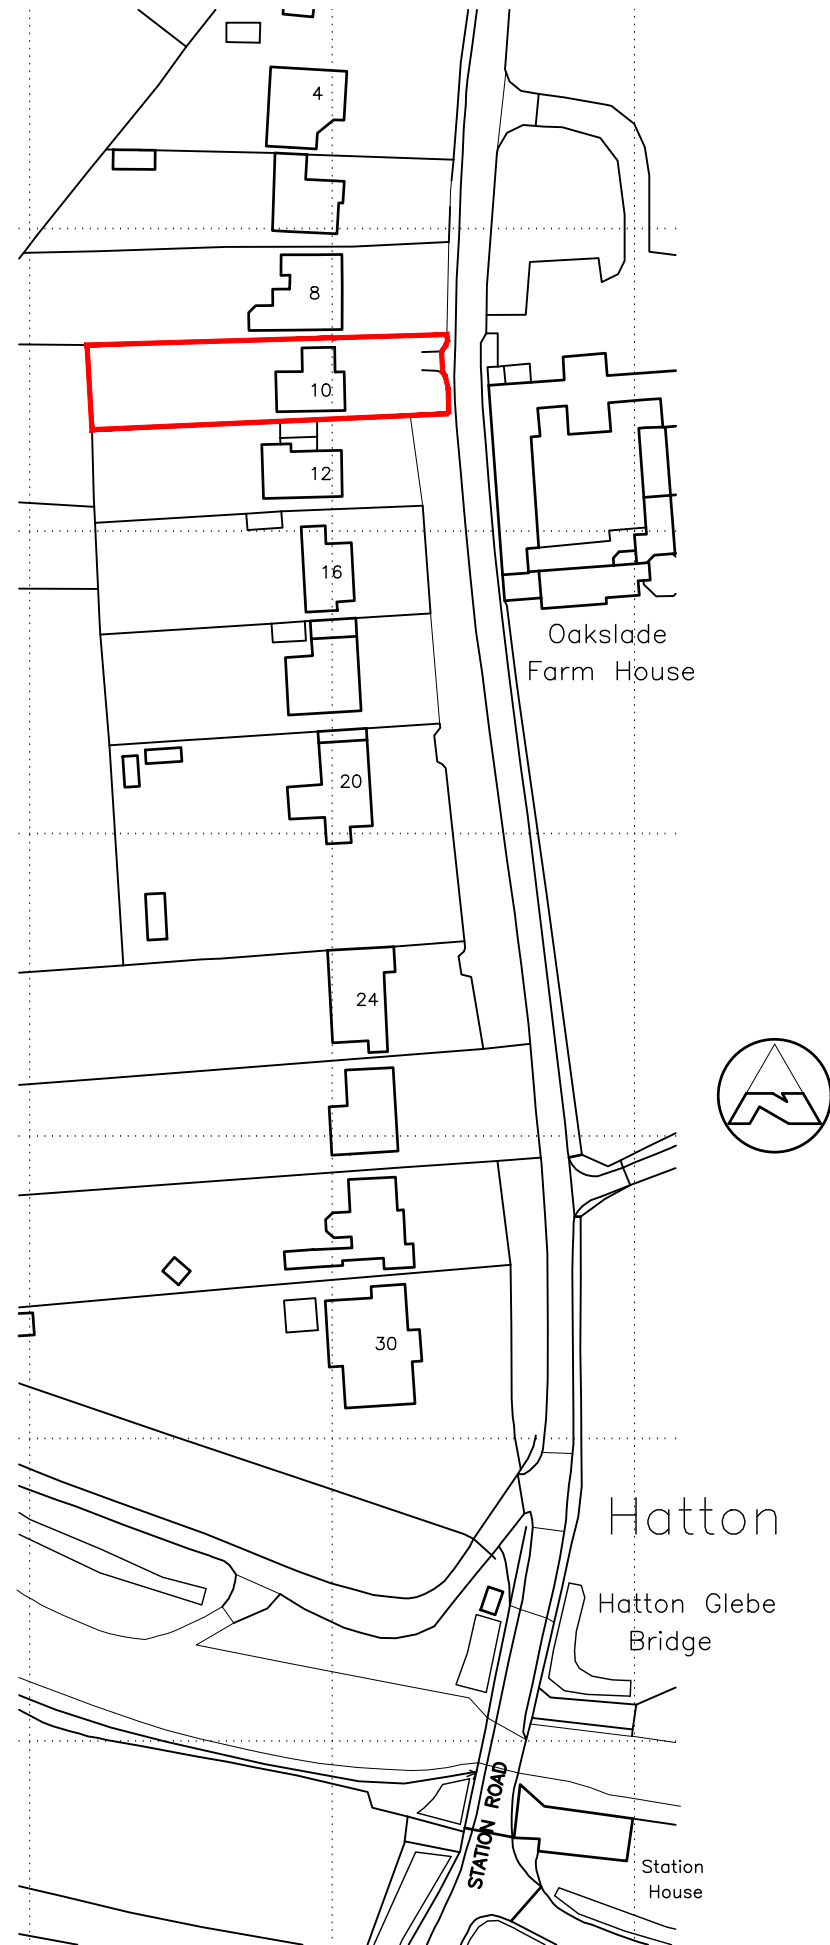 4
8
10
12
16
Oakslade
Farm House
20
24
30
Hatton
Hatton Glebe
Bridge
STATION ROAD
Station
House